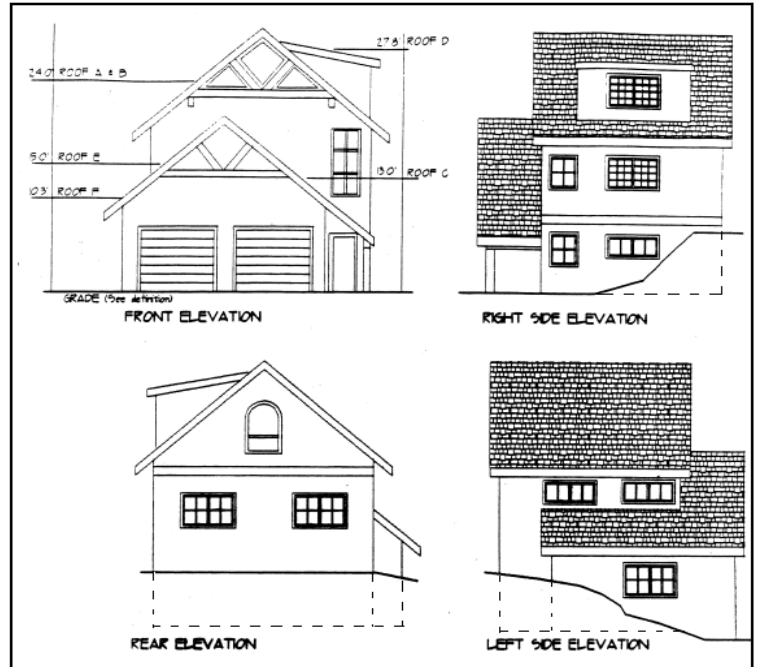 27.8' ROOF D
24.0' ROOF A & B
5.0' ROOF E
13.0' ROOF C
10.3' ROOF F
GRADE (See definition)
FRONT ELEVATION
RIGHT SIDE ELEVATION
REAR ELEVATION
LEFT SIDE ELEVATION